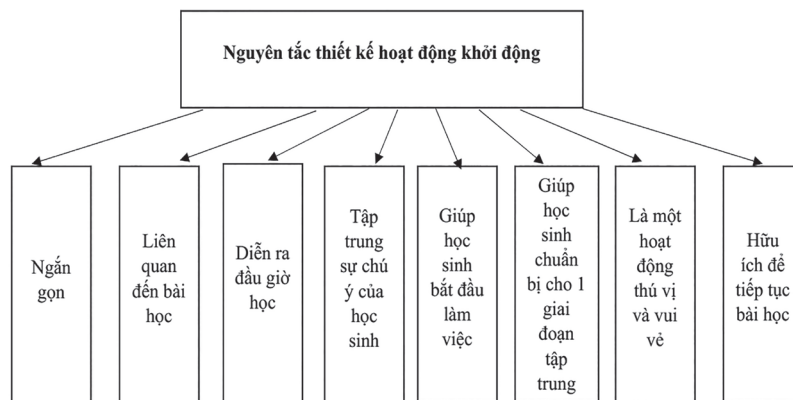 Nguyên tắc thiết kế hoạt động khởi động
Ngắn
gọn
Liên
quan
đến bài
học
Diễn ra
đầu giờ
học
Tập
trung
sự chú
ý của
học
sinh
Giúp
học
sinh
bắt đầu
làm
việc
Giúp
học
sinh
chuẩn
bị cho 1
giai
đoạn
tập
trung
Là một
hoạt
động
thú vị
và vui
vẻ
Hữu
ích để
tiếp tục
bài học